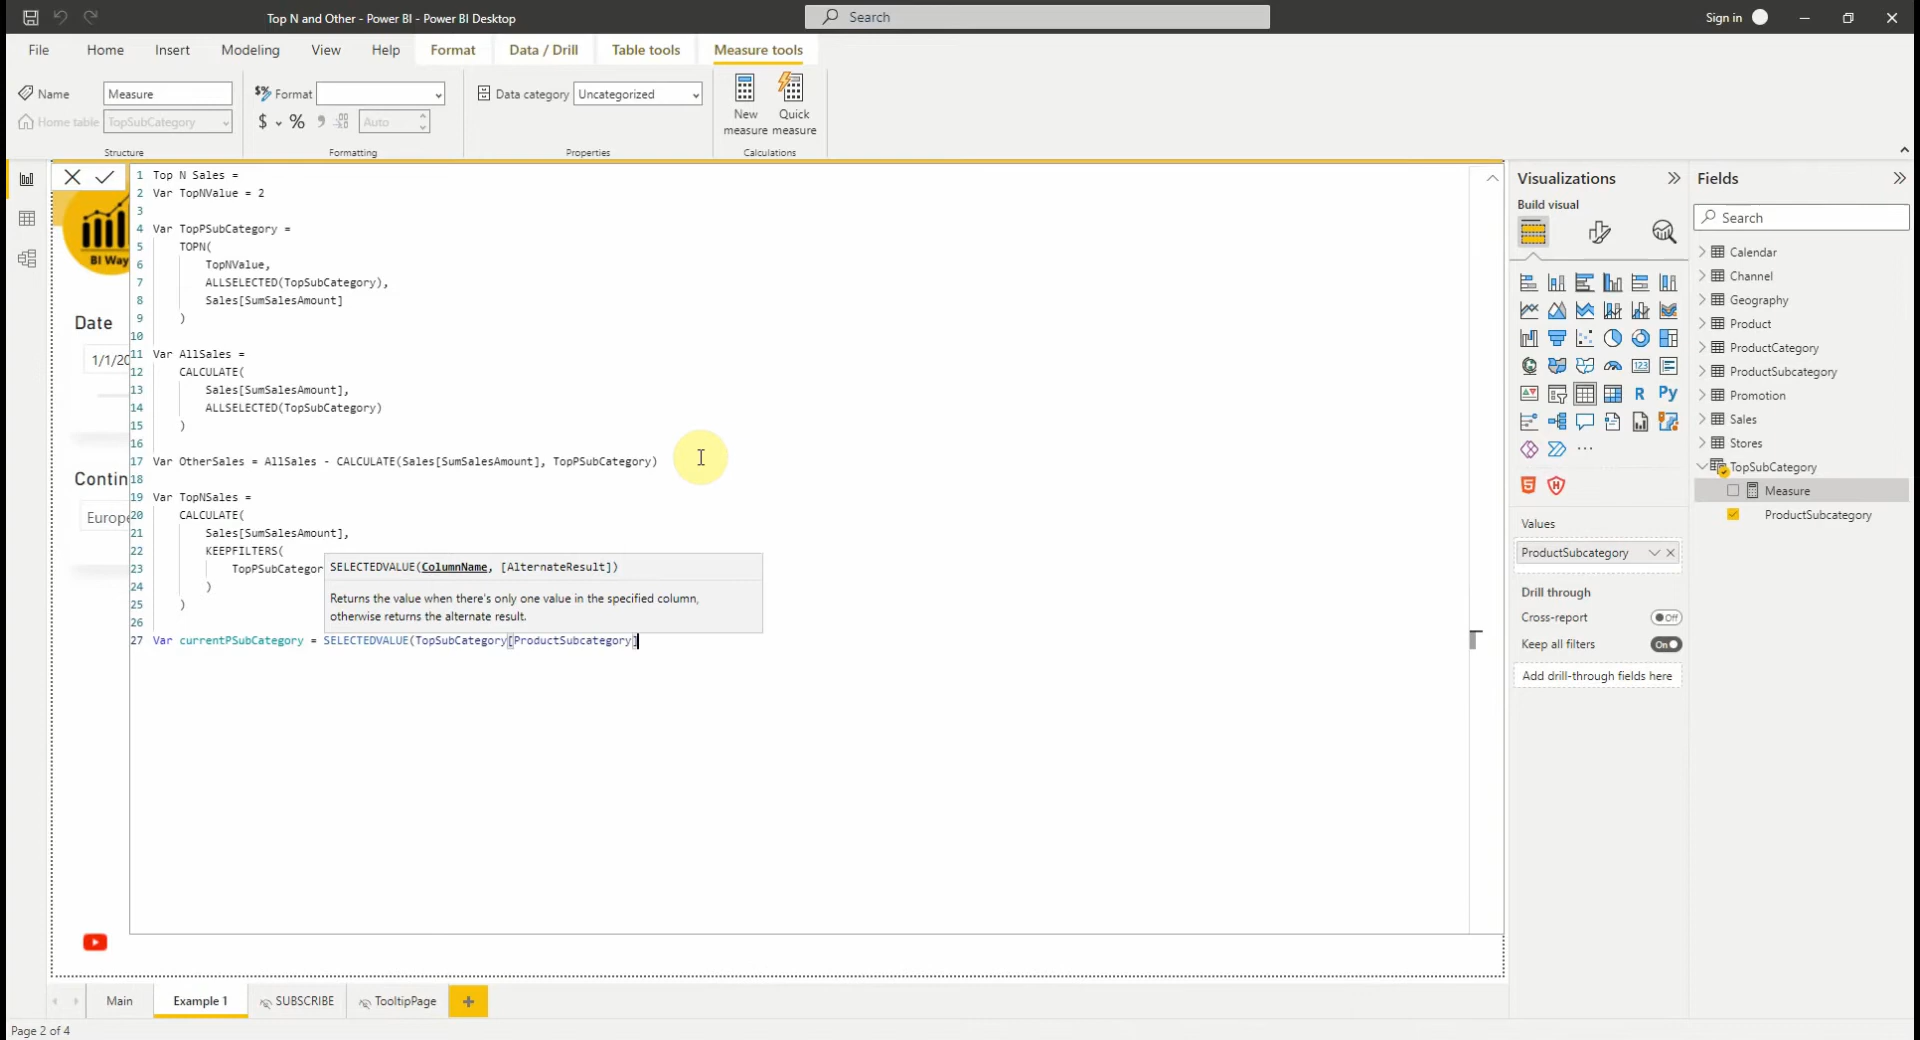 Top N and Other - Power BI - Power BI Desktop
Search
Sign in
File Home Insert Modeling View Help Format Data / Drill Table tools Measure tools
Name Measure
Home table TopSubCategory
Structure
$% Format
$ % 9 Auto
Formatting
Data category Uncategorized
Properties
New measure
Quick measure
Calculations
BI Way
Date
1/1/20
Contin
Europe
1 Top N Sales =
2 Var TopNValue = 2
3
4 Var TopPSubCategory =
5 TOPN(
6 TopNValue,
7 ALLSELECTED(TopSubCategory),
8 Sales[SumSalesAmount]
9 )
10
11 Var AllSales =
12 CALCULATE(
13 Sales[SumSalesAmount],
14 ALLSELECTED(TopSubCategory)
15 )
16
17 Var OtherSales = AllSales - CALCULATE(Sales[SumSalesAmount], TopPSubCategory)
18
19 Var TopNSales =
20 CALCULATE(
21 Sales[SumSalesAmount],
22 KEEPFILTERS(
23 TopPSubCategor
24 )
25 )
26
27 Var currentPSubCategory = SELECTEDVALUE(TopSubCategory[ProductSubcategory]
SELECTEDVALUE(ColumnName, [AlternateResult])
Returns the value when there's only one value in the specified column,
otherwise returns the alternate result.
Visualizations
Build visual
123
R Py
Values
ProductSubcategory
Drill through
Cross-report Off
Keep all filters On
Add drill-through fields here
Fields
Search
Calendar
Channel
Geography
Product
ProductCategory
ProductSubcategory
Promotion
Sales
Stores
TopSubCategory
Measure
ProductSubcategory
Main Example 1 SUBSCRIBE TooltipPage +
Page 2 of 4